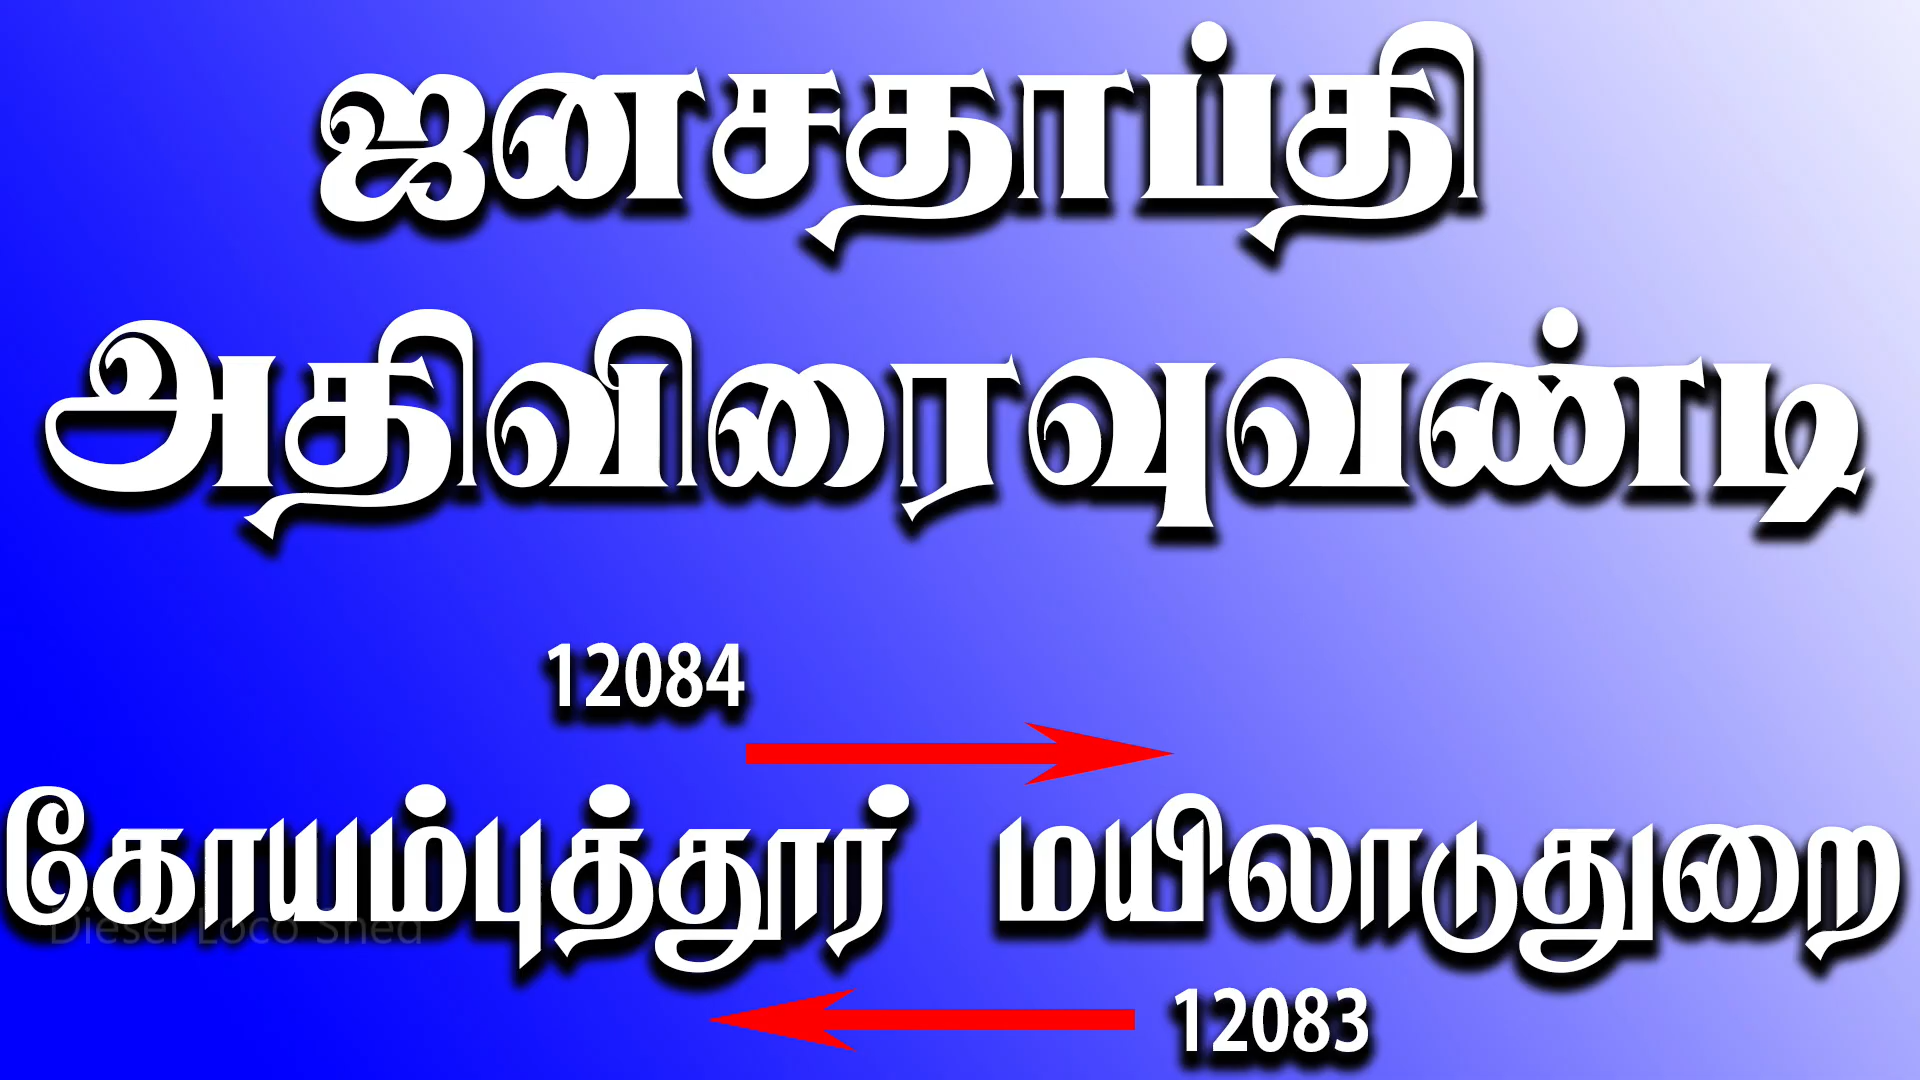 ஜனசதாப்தி
அதிவிரைவுவண்டி
12084
கோயம்புத்தூர் மயிலாடுதுறை
Diesel Loco Shed
12083